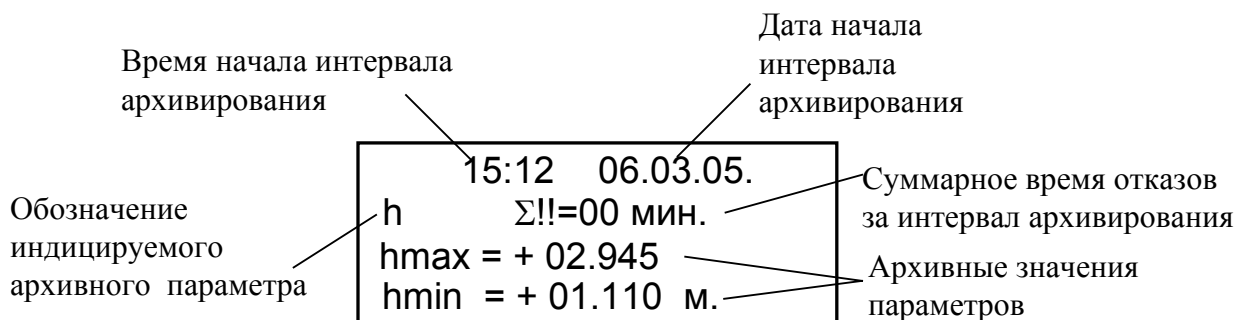 Дата начала
интервала
архивирования
Время начала интервала
архивирования
15:12 06.03.05.
h Σ!!=00 мин.
hmax = + 02.945
hmin = + 01.110 м.
Обозначение
индицируемого
архивного параметра
Суммарное время отказов
за интервал архивирования
Архивные значения
параметров